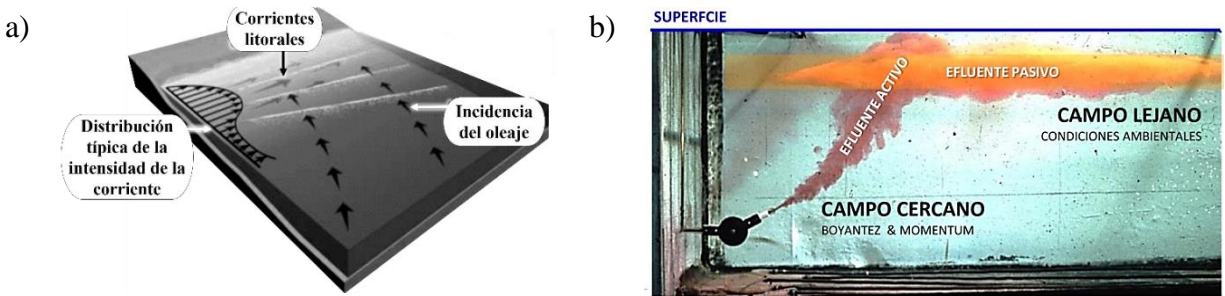 a)
Corrientes
litorales
Incidencia
del oleaje
Distribución
típica de la
intensidad de la
corriente
b)
SUPERFCIE
EFLUENTE ACTIVO
EFLUENTE PASIVO
CAMPO LEJANO
CONDICIONES AMBIENTALES
CAMPO CERCANO
BOYANTEZ & MOMENTUM